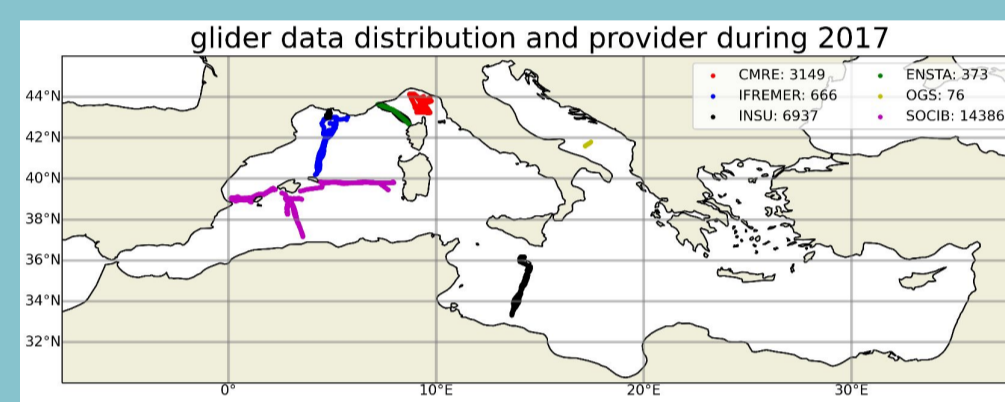 glider data distribution and provider during 2017
CMRE: 3149
ENSTA: 373
IFREMER: 666
OGS: 76
INSU: 6937
SOCIB: 14386
44°N
42°N
40°N
38°N
36°N
34°N
32°N
0°
10°E
20°E
30°E